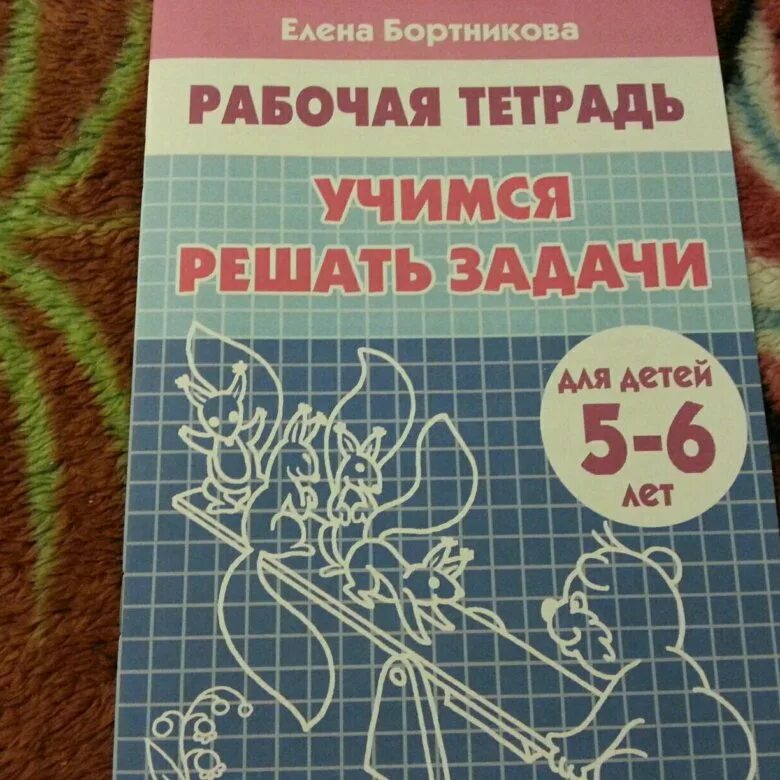 Елена Бортникова
РАБОЧАЯ ТЕТРАДЬ
УЧИМСЯ
РЕШАТЬ ЗАДАЧИ
для детей
5-6
лет